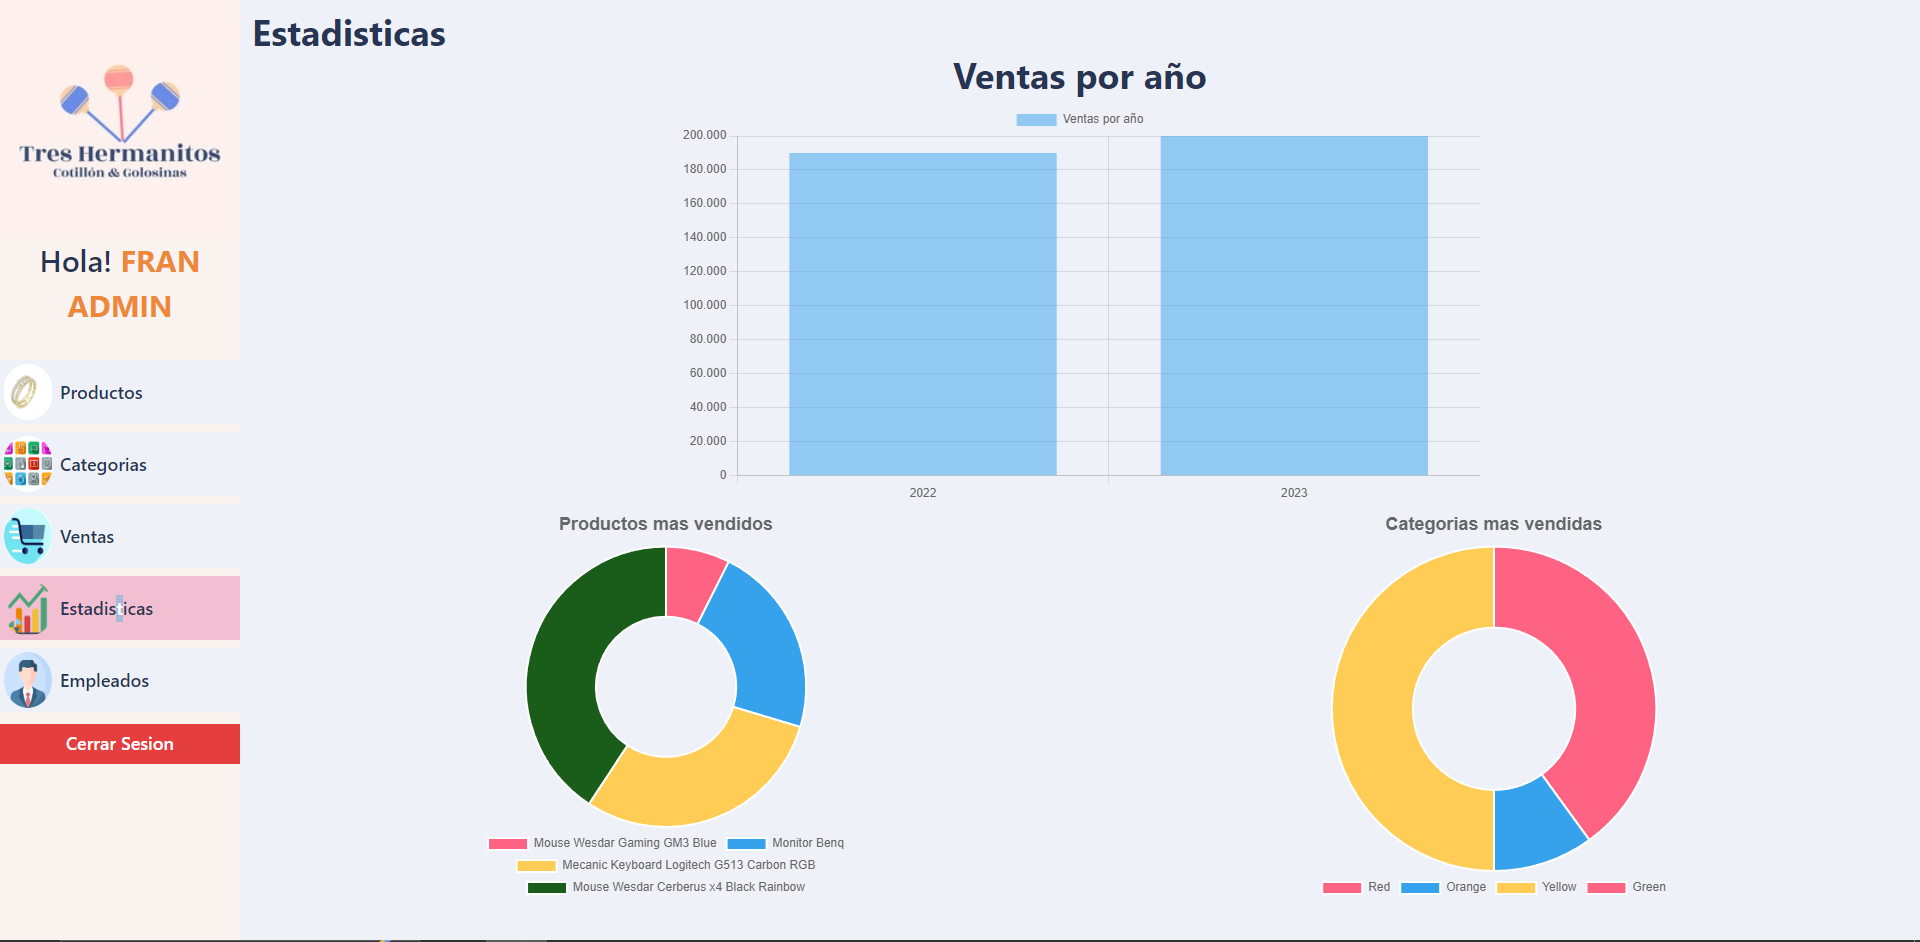 Tres Hermanitos
Cotillón & Golosinas
Hola! FRAN
ADMIN
Productos
Categorias
Ventas
Estadisticas
Empleados
Cerrar Sesion
Estadisticas
Ventas por año
Ventas por año
200.000
180.000
160.000
140.000
120.000
100.000
80.000
60.000
40.000
20.000
0
2022 2023
Productos mas vendidos
Mouse Wesdar Gaming GM3 Blue Monitor Benq
Mecanic Keyboard Logitech G513 Carbon RGB
Mouse Wesdar Cerberus x4 Black Rainbow
Categorias mas vendidas
Red Orange Yellow Green